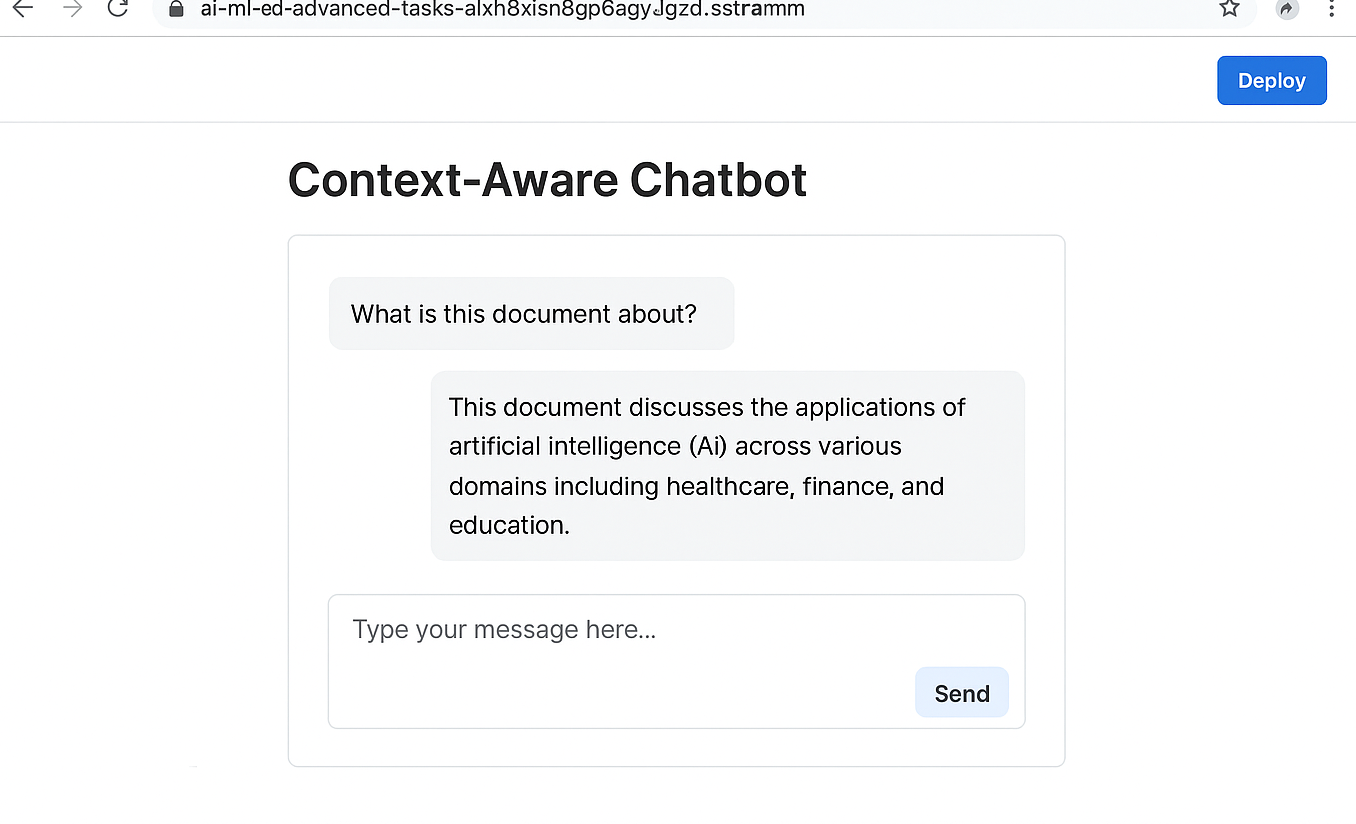 ai-ml-ed-advanced-tasks-alxh8xisn8gp6agyJgzd.sstramm
Deploy
Context-Aware Chatbot
What is this document about?
This document discusses the applications of
artificial intelligence (Ai) across various
domains including healthcare, finance, and
education.
Type your message here...
Send